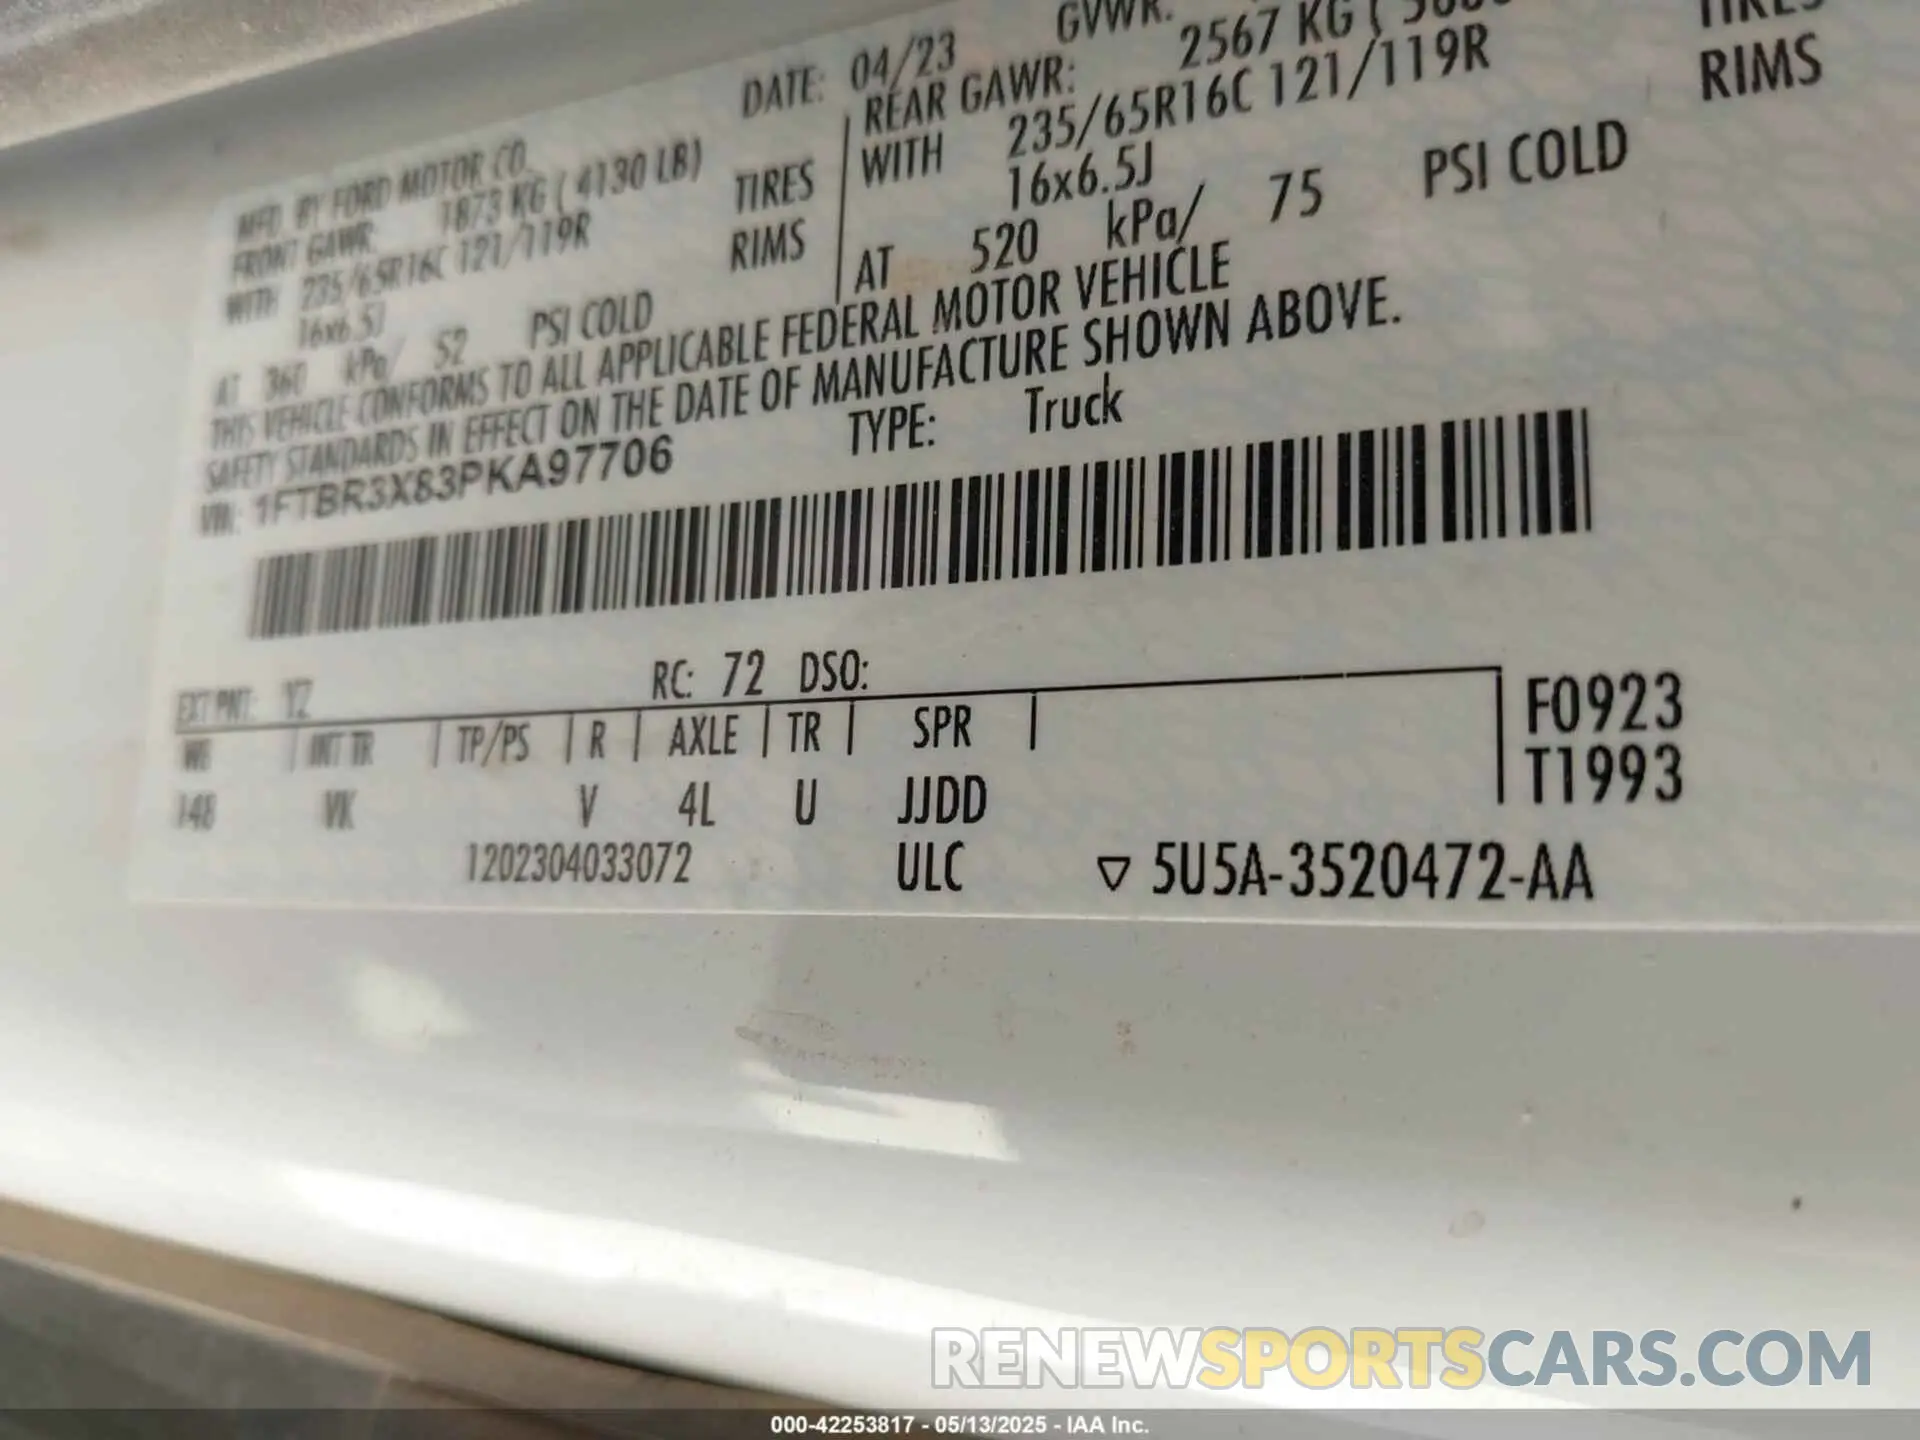 DATE: 04/23 GVWR:
MFD. BY FORD MOTOR CO.
FRONT GAWR: 1873 KG ( 4130 LB)
WITH 235/65R16C 121/119R TIRES
16x6.5J RIMS
AT 360 kPa/ 52 PSI COLD
REAR GAWR: 2567 KG (
WITH 235/65R16C 121/119R TIRES
16x6.5J RIMS
AT 520 kPa/ 75 PSI COLD
THIS VEHICLE CONFORMS TO ALL APPLICABLE FEDERAL MOTOR VEHICLE
SAFETY STANDARDS IN EFFECT ON THE DATE OF MANUFACTURE SHOWN ABOVE.
VIN: 1FTBR3X83PKA97706 TYPE: Truck
EXT PNT: YZ RC: 72 DSO:
WB INT TR TP/PS R AXLE TR SPR F0923
148 VK V 4L U JJDD T1993
1202304033072 ULC ▽ 5U5A-3520472-AA
RENEWSPORTSCARS.COM
000-42253817 - 05/13/2025 - IAA Inc.